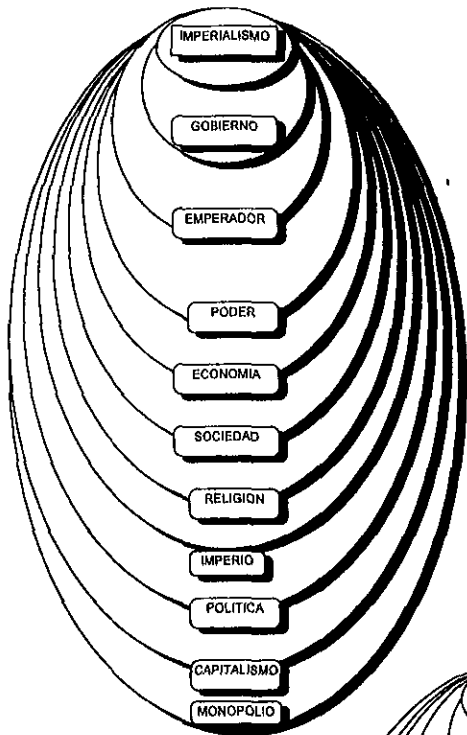 IMPERIALISMO
GOBIERNO
EMPERADOR
PODER
ECONOMIA
SOCIEDAD
RELIGION
IMPERIO
POLITICA
CAPITALISMO
MONOPOLIO